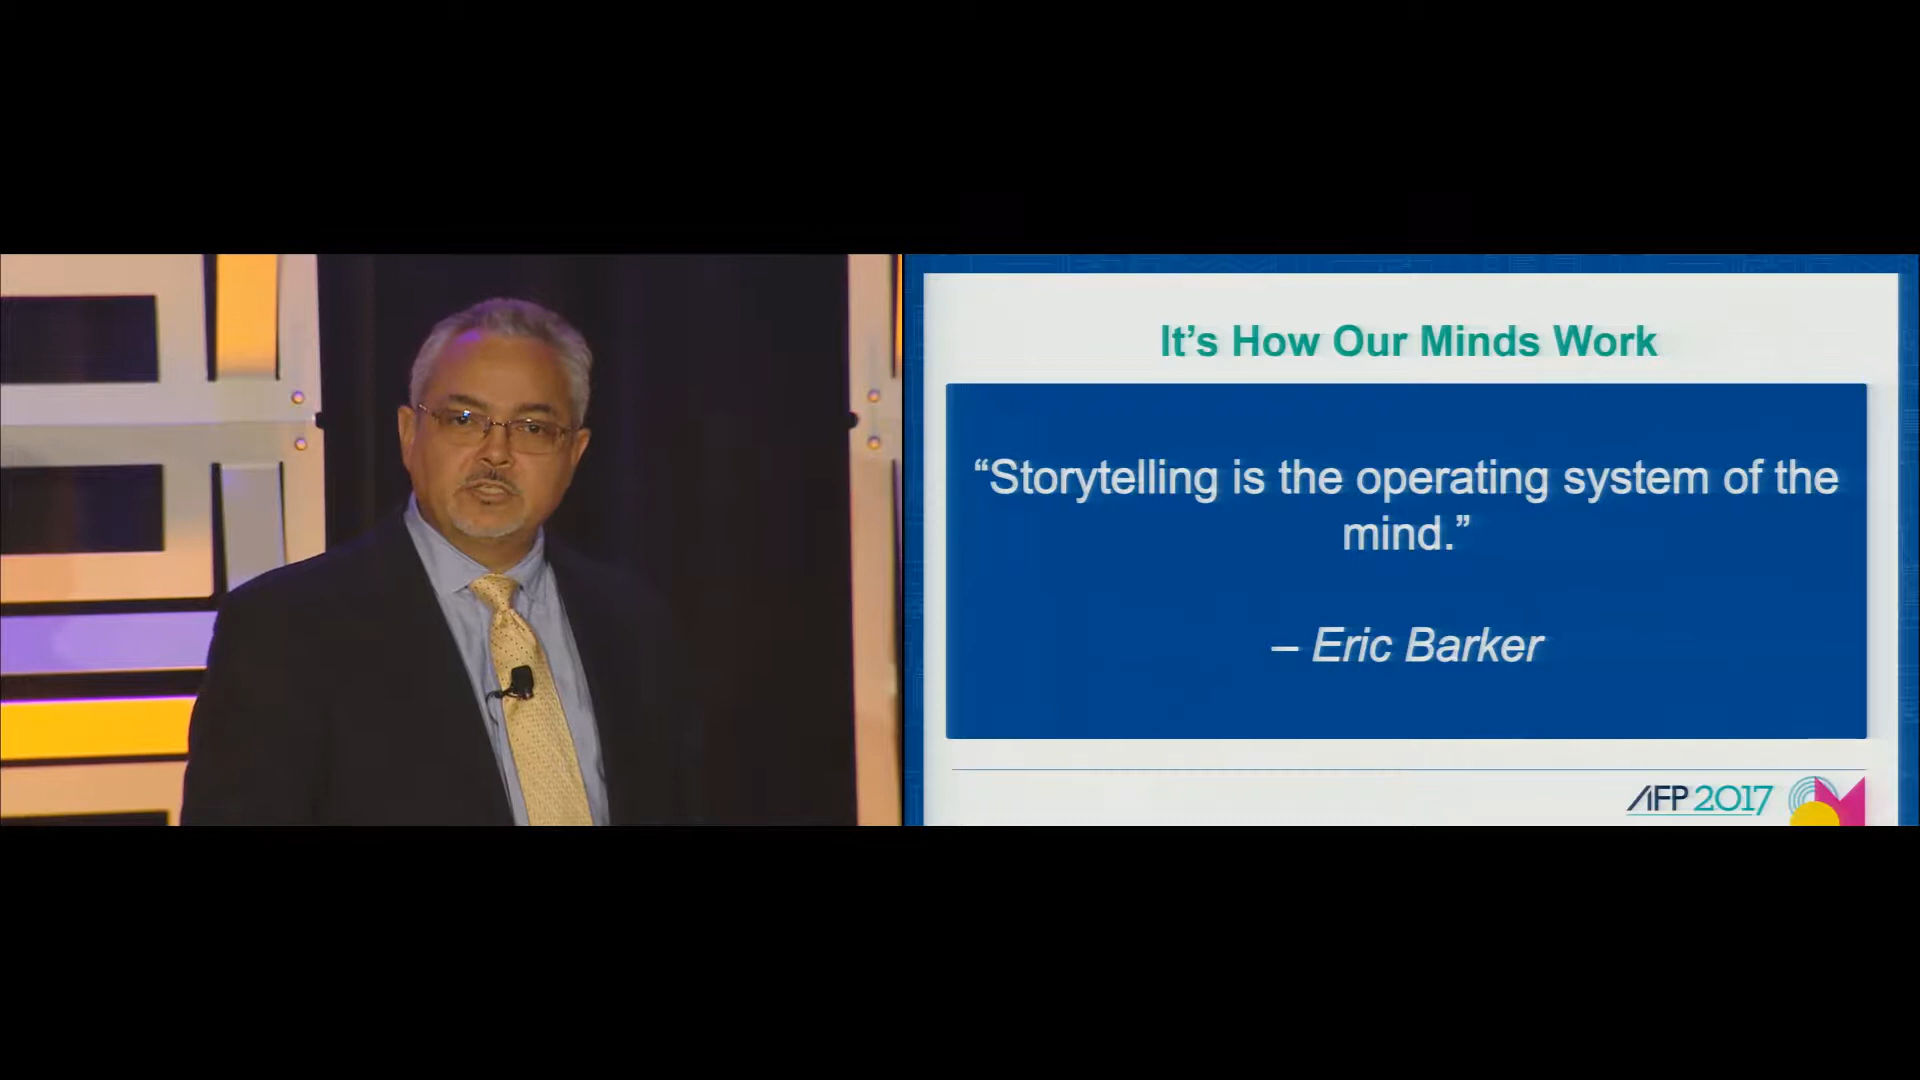 It’s How Our Minds Work
“Storytelling is the operating system of the
mind.”
– Eric Barker
AFP 2017